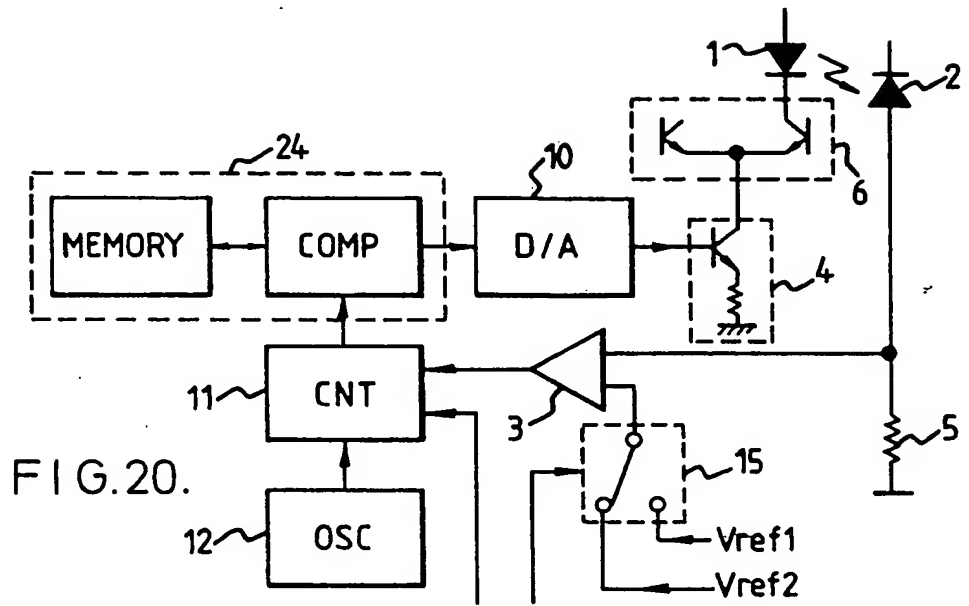 1
2
24
10
6
MEMORY
COMP
D/A
4
11
CNT
3
5
15
FIG.20.
12
OSC
Vref1
Vref2